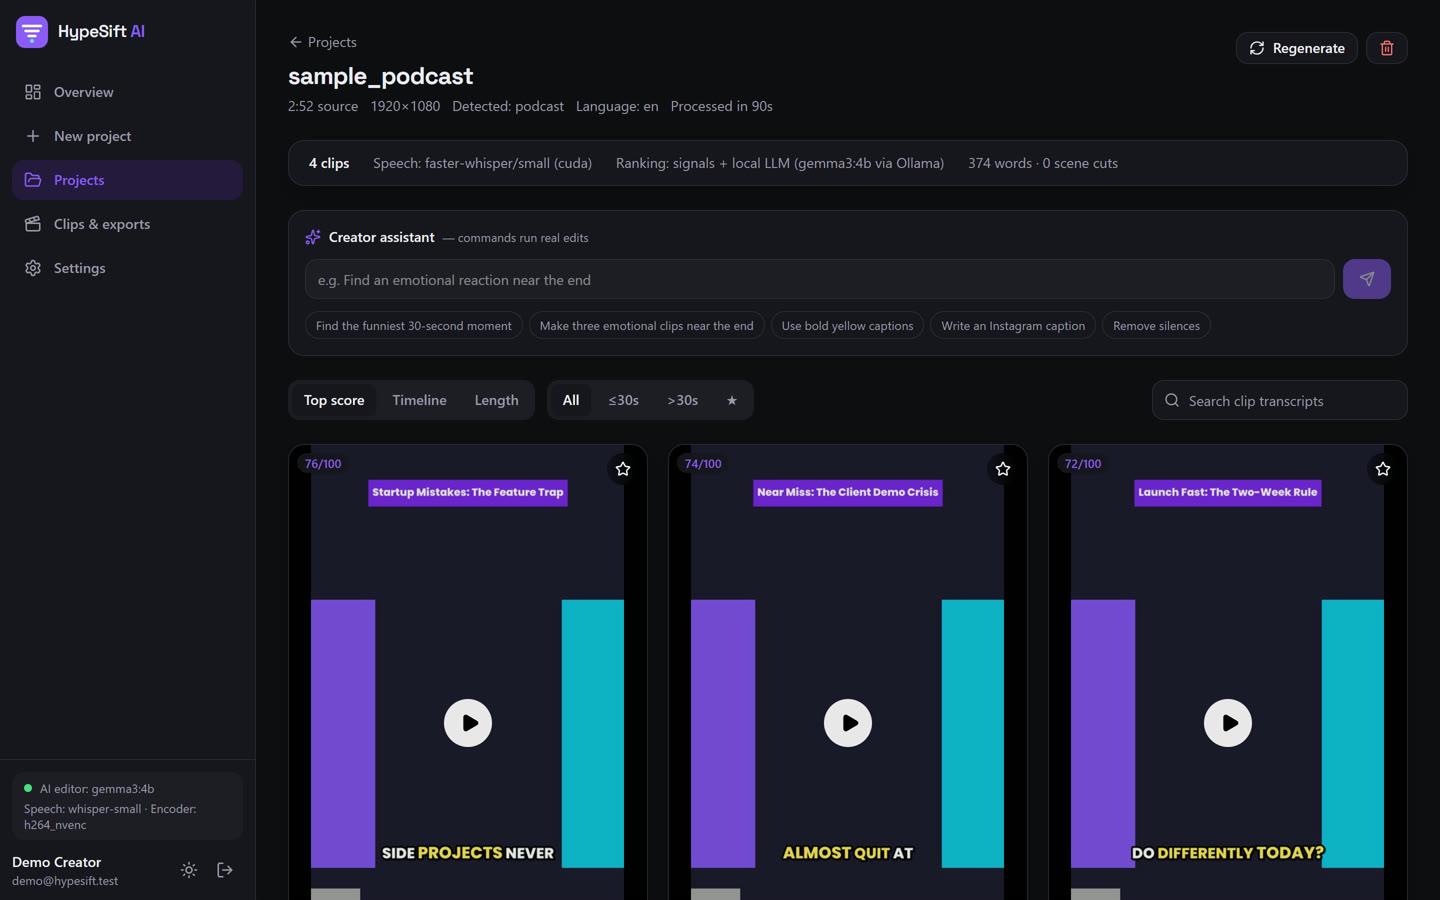 HypeSift AI
Overview
New project
Projects
Clips & exports
Settings
AI editor: gemma3:4b
Speech: whisper-small · Encoder:
h264_nvenc
Demo Creator
demo@hypesift.test
Projects
sample_podcast
2:52 source 1920×1080 Detected: podcast Language: en Processed in 90s
Regenerate
4 clips Speech: faster-whisper/small (cuda) Ranking: signals + local LLM (gemma3:4b via Ollama) 374 words · 0 scene cuts
Creator assistant — commands run real edits
e.g. Find an emotional reaction near the end
Find the funniest 30-second moment Make three emotional clips near the end Use bold yellow captions Write an Instagram caption Remove silences
Top score Timeline Length All ≤30s >30s ★
Search clip transcripts
76/100
Startup Mistakes: The Feature Trap
SIDE PROJECTS NEVER
74/100
Near Miss: The Client Demo Crisis
ALMOST QUIT AT
72/100
Launch Fast: The Two-Week Rule
DO DIFFERENTLY TODAY?